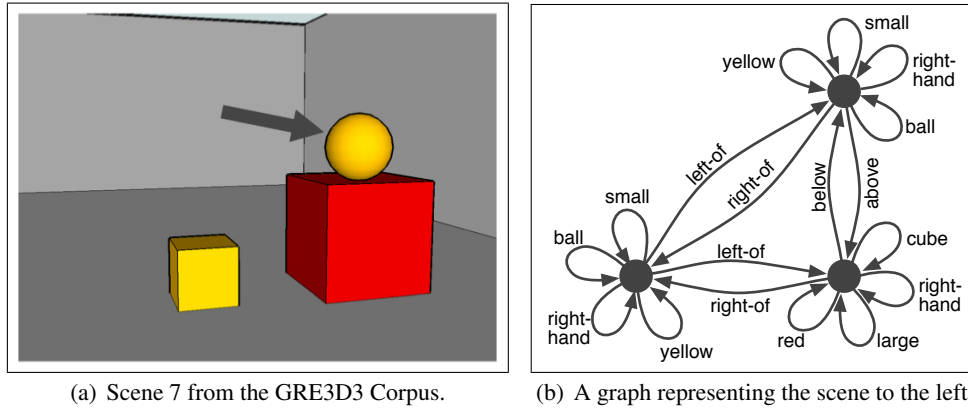 small
yellow
right-
hand
ball
left-of
right-of
below
above
small
ball
right-
hand
yellow
left-of
right-of
cube
right-
hand
large
red
(a) Scene 7 from the GRE3D3 Corpus.
(b) A graph representing the scene to the left